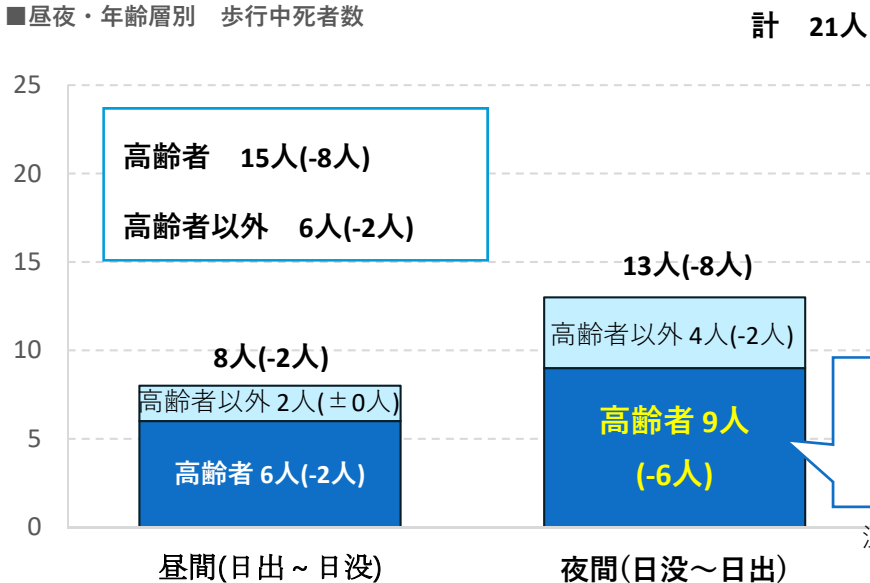 ■昼夜・年齢層別　歩行中死者数
計　21人
25
20
15
10
5
0
高齢者　15人(-8人)
高齢者以外　6人(-2人)
8人(-2人)
高齢者以外 2人(±0人)
高齢者 6人(-2人)
13人(-8人)
高齢者以外 4人(-2人)
高齢者 9人
(-6人)
昼間(日出~日没)
夜間(日没～日出)